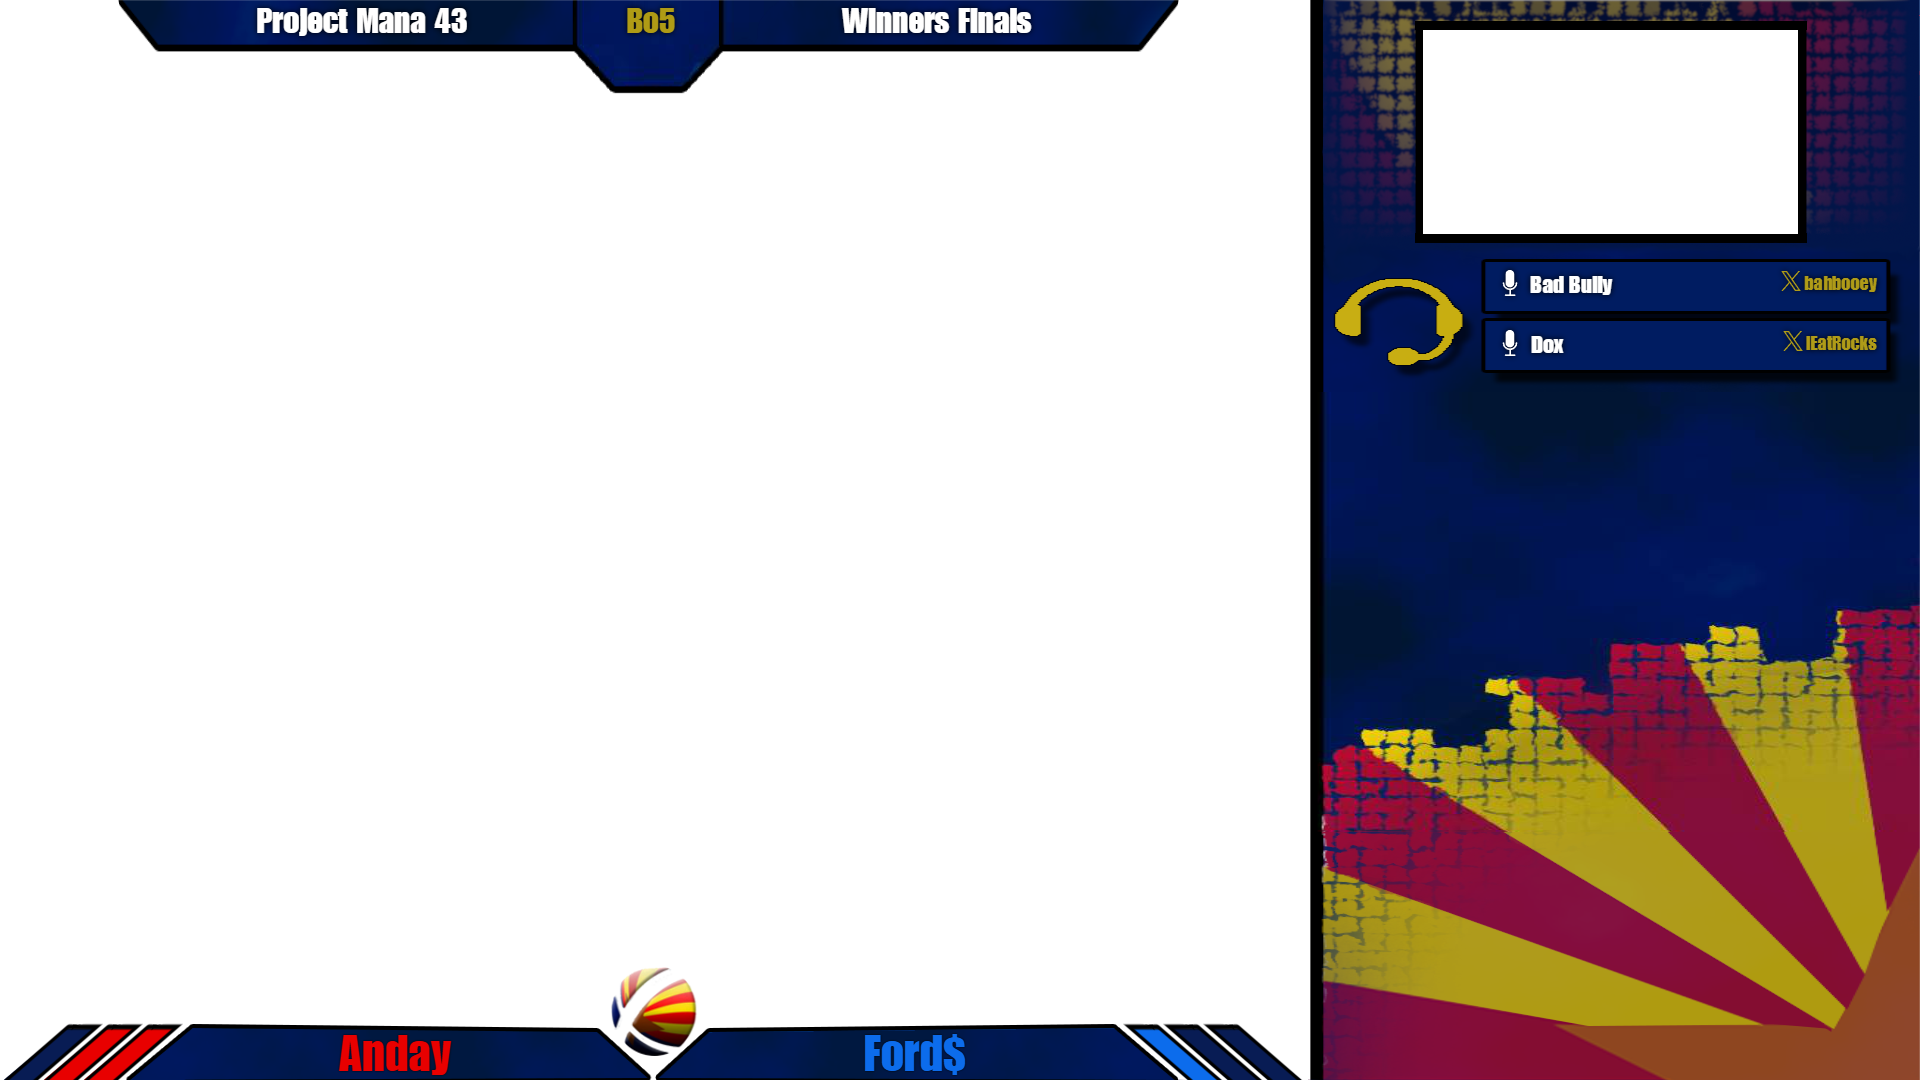 Project Mana 43
Bo5
Winners Finals
Bad Bully
bahbooey
Dox
IEatRocks
Anday
Ford$